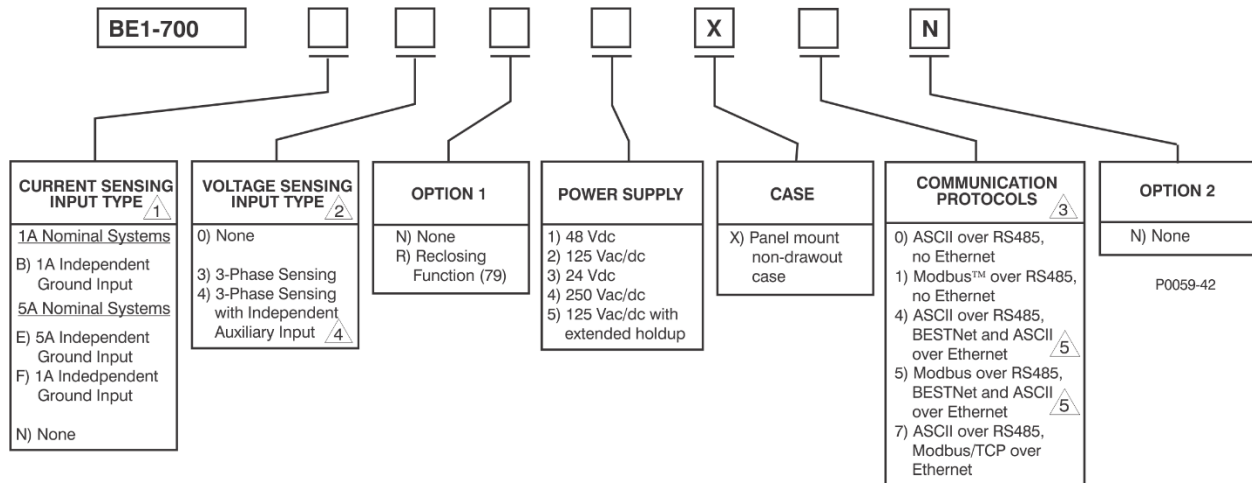 BE1-700
X
N
CURRENT SENSING
INPUT TYPE 1
1A Nominal Systems
B) 1A Independent
Ground Input
5A Nominal Systems
E) 5A Independent
Ground Input
F) 1A Indedpendent
Ground Input
N) None
VOLTAGE SENSING
INPUT TYPE 2
0) None
3) 3-Phase Sensing
4) 3-Phase Sensing
with Independent
Auxiliary Input 4
OPTION 1
N) None
R) Reclosing
Function (79)
POWER SUPPLY
1) 48 Vdc
2) 125 Vac/dc
3) 24 Vdc
4) 250 Vac/dc
5) 125 Vac/dc with
extended holdup
CASE
X) Panel mount
non-drawout
case
COMMUNICATION
PROTOCOLS 3
0) ASCII over RS485,
no Ethernet
1) Modbus™ over RS485,
no Ethernet
4) ASCII over RS485,
BESTNet and ASCII
over Ethernet 5
5) Modbus over RS485,
BESTNet and ASCII
over Ethernet 5
7) ASCII over RS485,
Modbus/TCP over
Ethernet
OPTION 2
N) None
P0059-42